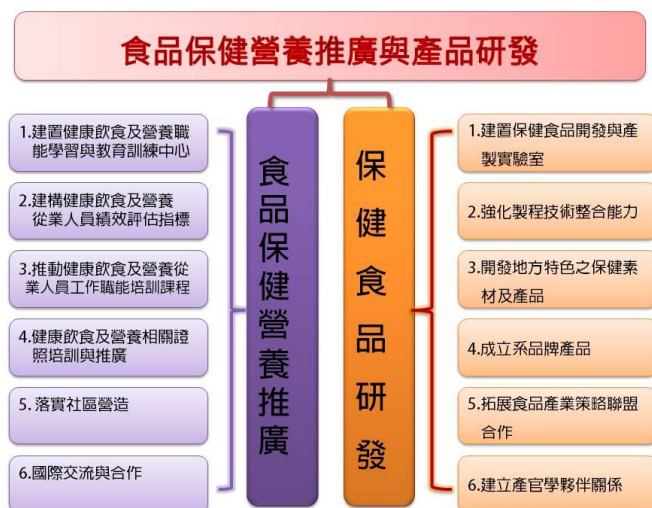 食品保健營養推廣與產品研發
食品保健營養推廣
1.建置健康飲食及營養職
能學習與教育訓練中心
2.建構健康飲食及營養
從業人員績效評估指標
3.推動健康飲食及營養從
業人員工作職能培訓課程
4.健康飲食及營養相關證
照培訓與推廣
5. 落實社區營造
6.國際交流與合作
保健食品研發
1.建置保健食品開發與產
製實驗室
2.強化製程技術整合能力
3.開發地方特色之保健素
材及產品
4.成立系品牌產品
5.拓展食品產業策略聯盟
合作
6.建立產官學夥伴關係